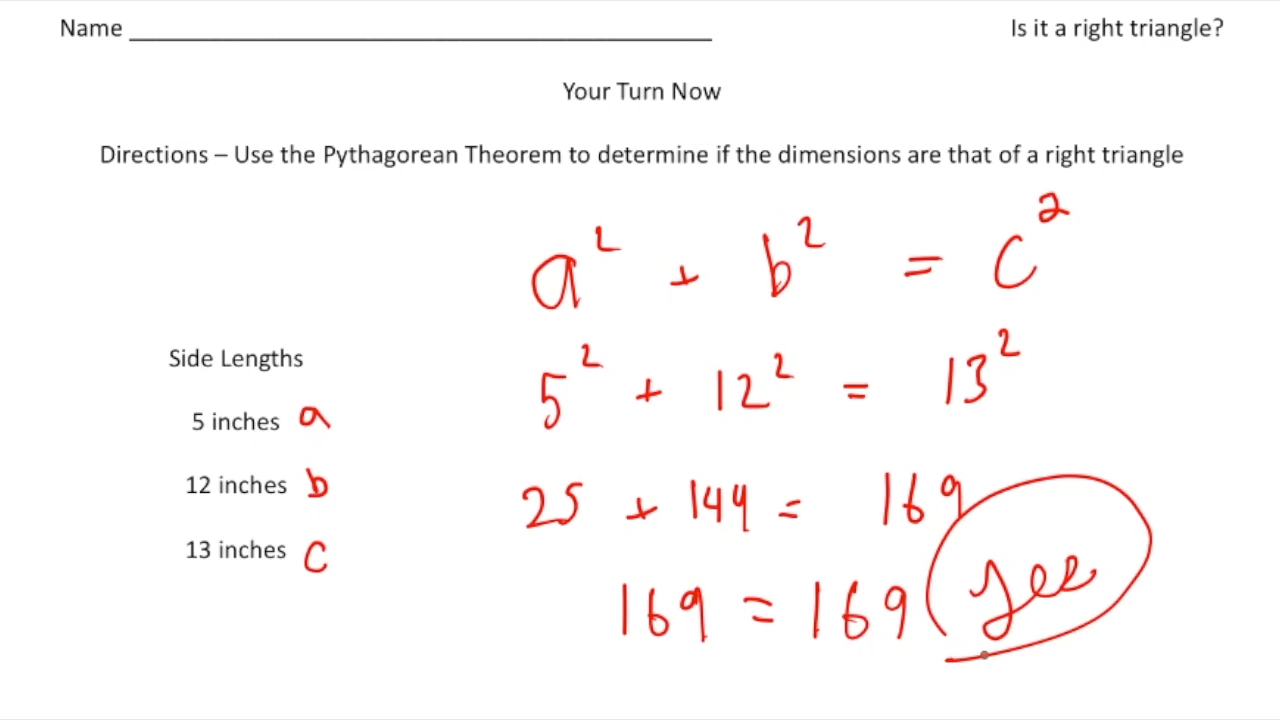 Name ______________________ Is it a right triangle?
Your Turn Now
Directions – Use the Pythagorean Theorem to determine if the dimensions are that of a right triangle
a² + b² = c²
Side Lengths
5² + 12² = 13²
5 inches a
12 inches b
25 + 144 = 169
13 inches c
169 = 169 yes